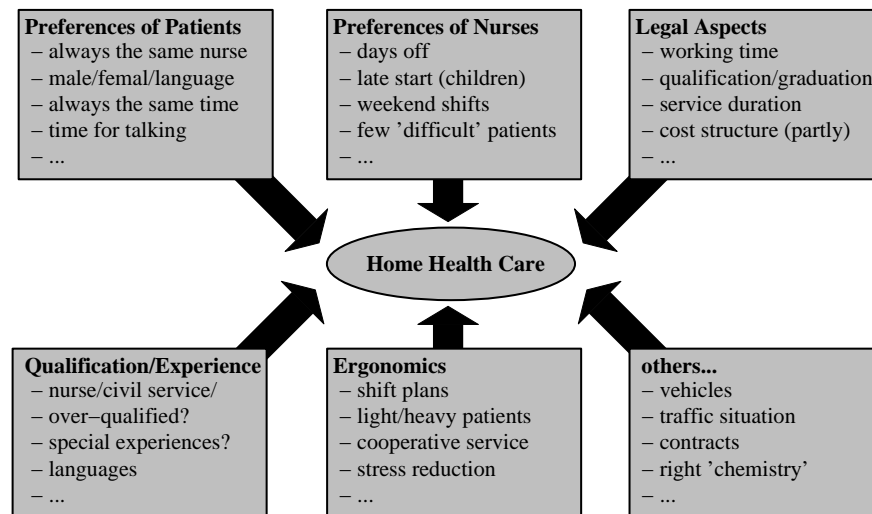 Preferences of Patients
– always the same nurse
– male/femal/language
– always the same time
– time for talking
– ...
Preferences of Nurses
– days off
– late start (children)
– weekend shifts
– few ’difficult’ patients
– ...
Legal Aspects
– working time
– qualification/graduation
– service duration
– cost structure (partly)
– ...
Home Health Care
Qualification/Experience
– nurse/civil service/
– over–qualified?
– special experiences?
– languages
– ...
Ergonomics
– shift plans
– light/heavy patients
– cooperative service
– stress reduction
– ...
others...
– vehicles
– traffic situation
– contracts
– right ’chemistry’
– ...